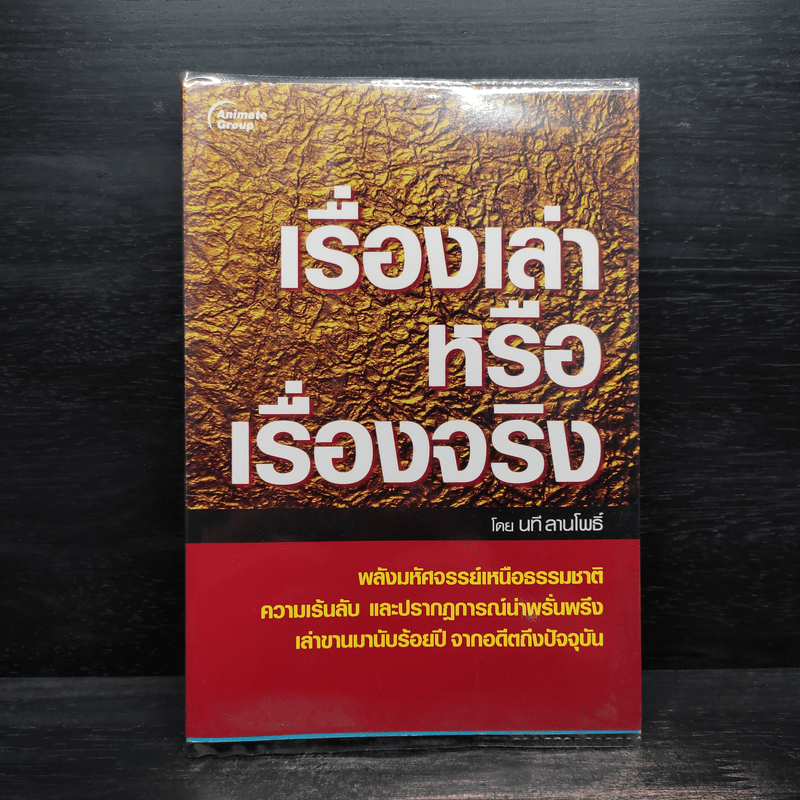 Animate
Group
เรื่องเล่า
หรือ
เรื่องจริง
โดย นที ลานโพธิ์
พลังมหัศจรรย์เหนือธรรมชาติ
ความเร้นลับ และปรากฏการณ์น่าพรั่นพรึง
เล่าขานมานับร้อยปี จากอดีตถึงปัจจุบัน